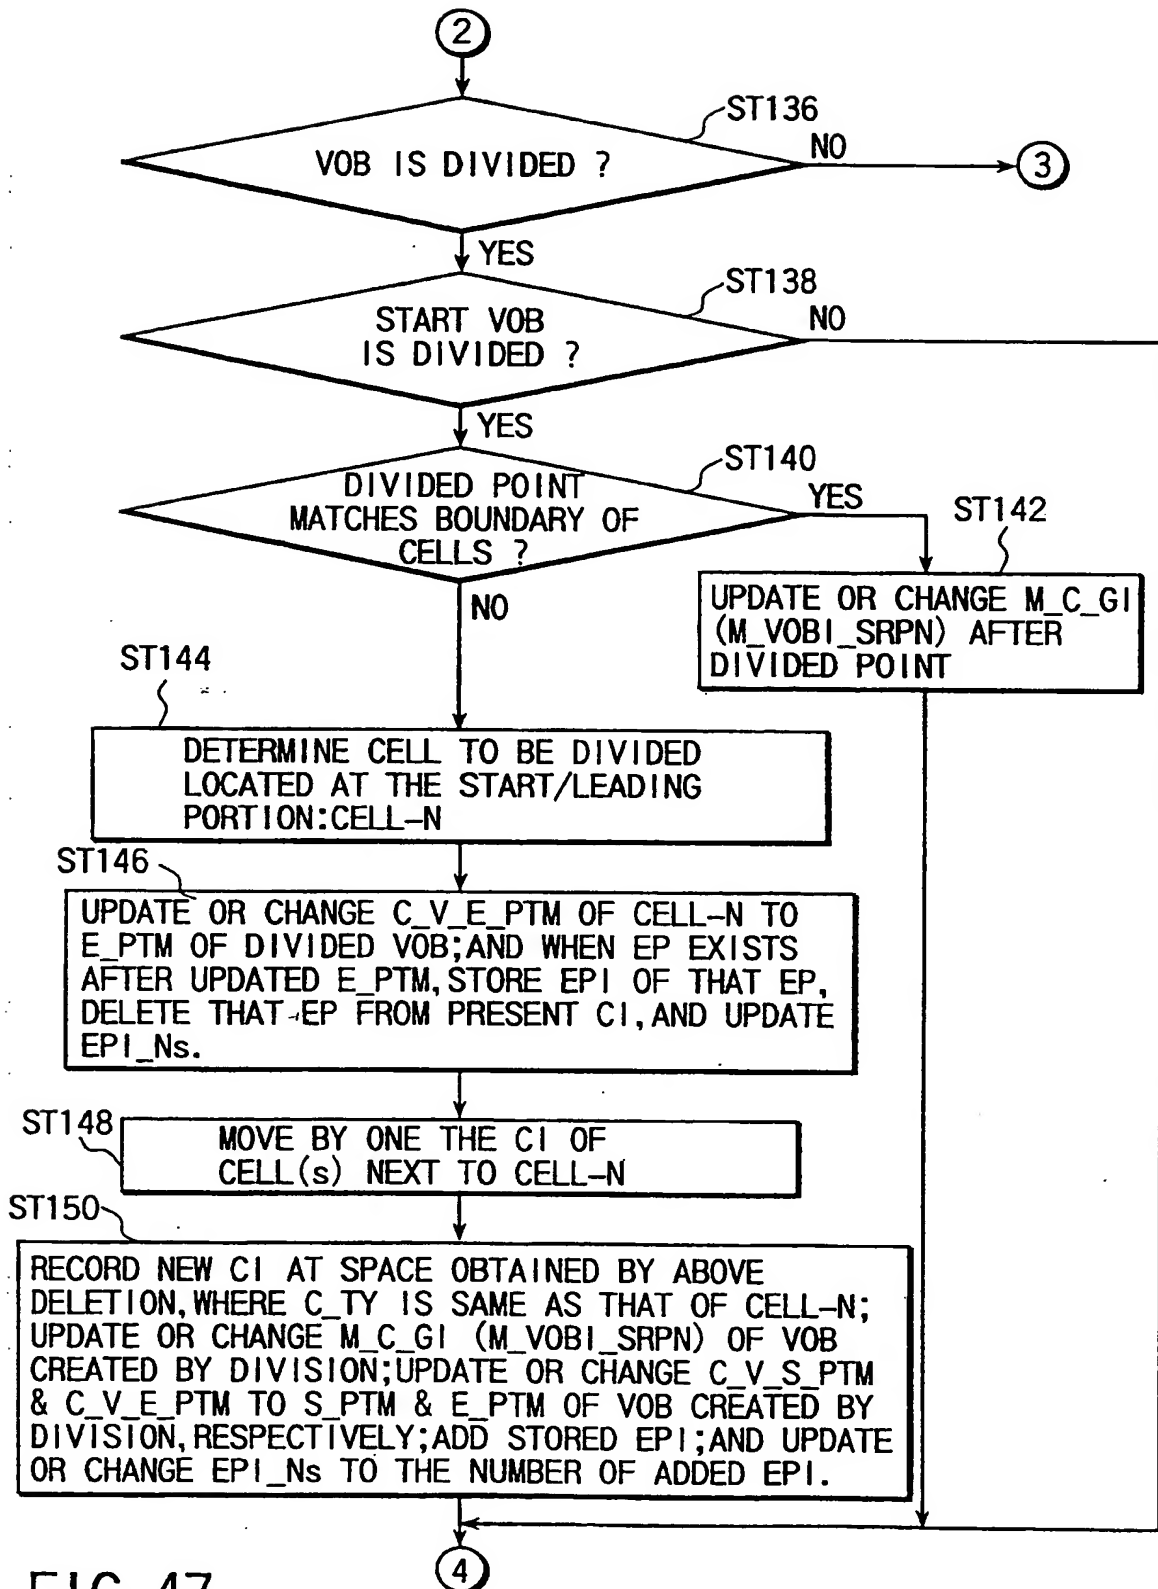 2
ST136
VOB IS DIVIDED ?
NO
3
YES
ST138
START VOB
IS DIVIDED ?
NO
YES
ST140
DIVIDED POINT
MATCHES BOUNDARY OF
CELLS ?
YES
ST142
NO
UPDATE OR CHANGE M_C_GI
(M_VOBI_SRPN) AFTER
DIVIDED POINT
ST144
DETERMINE CELL TO BE DIVIDED
LOCATED AT THE START/LEADING
PORTION:CELL-N
ST146
UPDATE OR CHANGE C_V_E_PTM OF CELL-N TO
E_PTM OF DIVIDED VOB;AND WHEN EP EXISTS
AFTER UPDATED E_PTM,STORE EPI OF THAT EP,
DELETE THAT EP FROM PRESENT CI,AND UPDATE
EPI_Ns.
ST148
MOVE BY ONE THE CI OF
CELL(s) NEXT TO CELL-N
ST150
RECORD NEW CI AT SPACE OBTAINED BY ABOVE
DELETION,WHERE C_TY IS SAME AS THAT OF CELL-N;
UPDATE OR CHANGE M_C_GI (M_VOBI_SRPN) OF VOB
CREATED BY DIVISION;UPDATE OR CHANGE C_V_S_PTM
& C_V_E_PTM TO S_PTM & E_PTM OF VOB CREATED BY
DIVISION,RESPECTIVELY;ADD STORED EPI;AND UPDATE
OR CHANGE EPI_Ns TO THE NUMBER OF ADDED EPI.
4
FIG.47